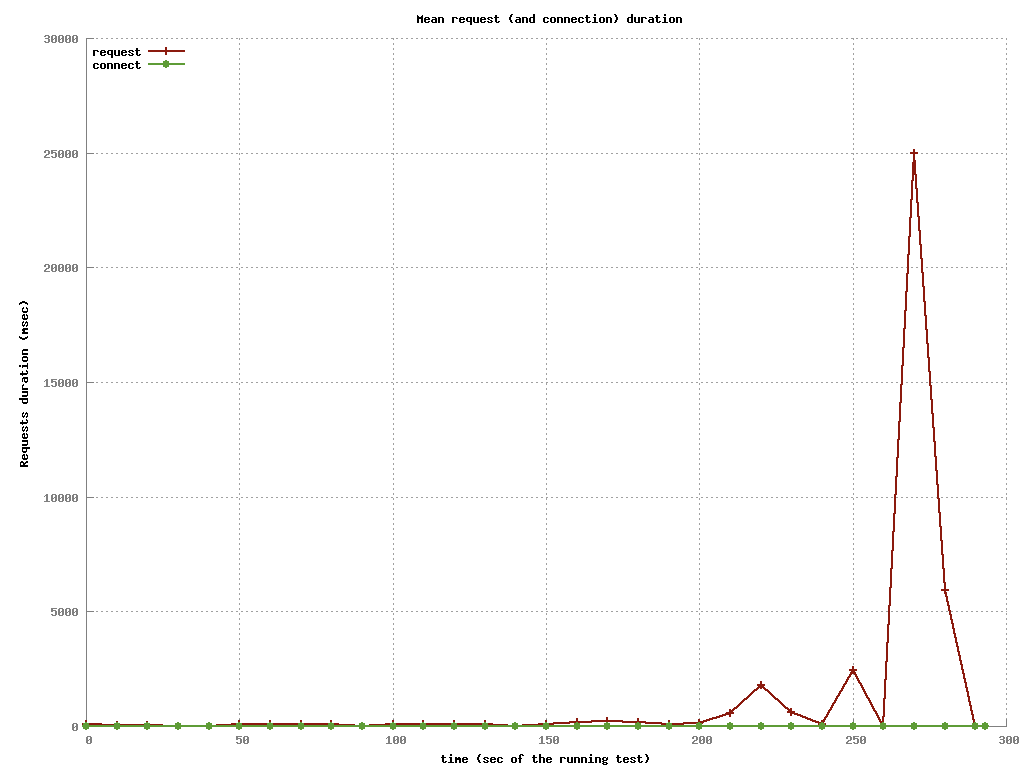 Mean request (and connection) duration
30000
request
connect
25000
20000
15000
10000
5000
0
Requests duration (msec)
0 50 100 150 200 250 300
time (sec of the running test)